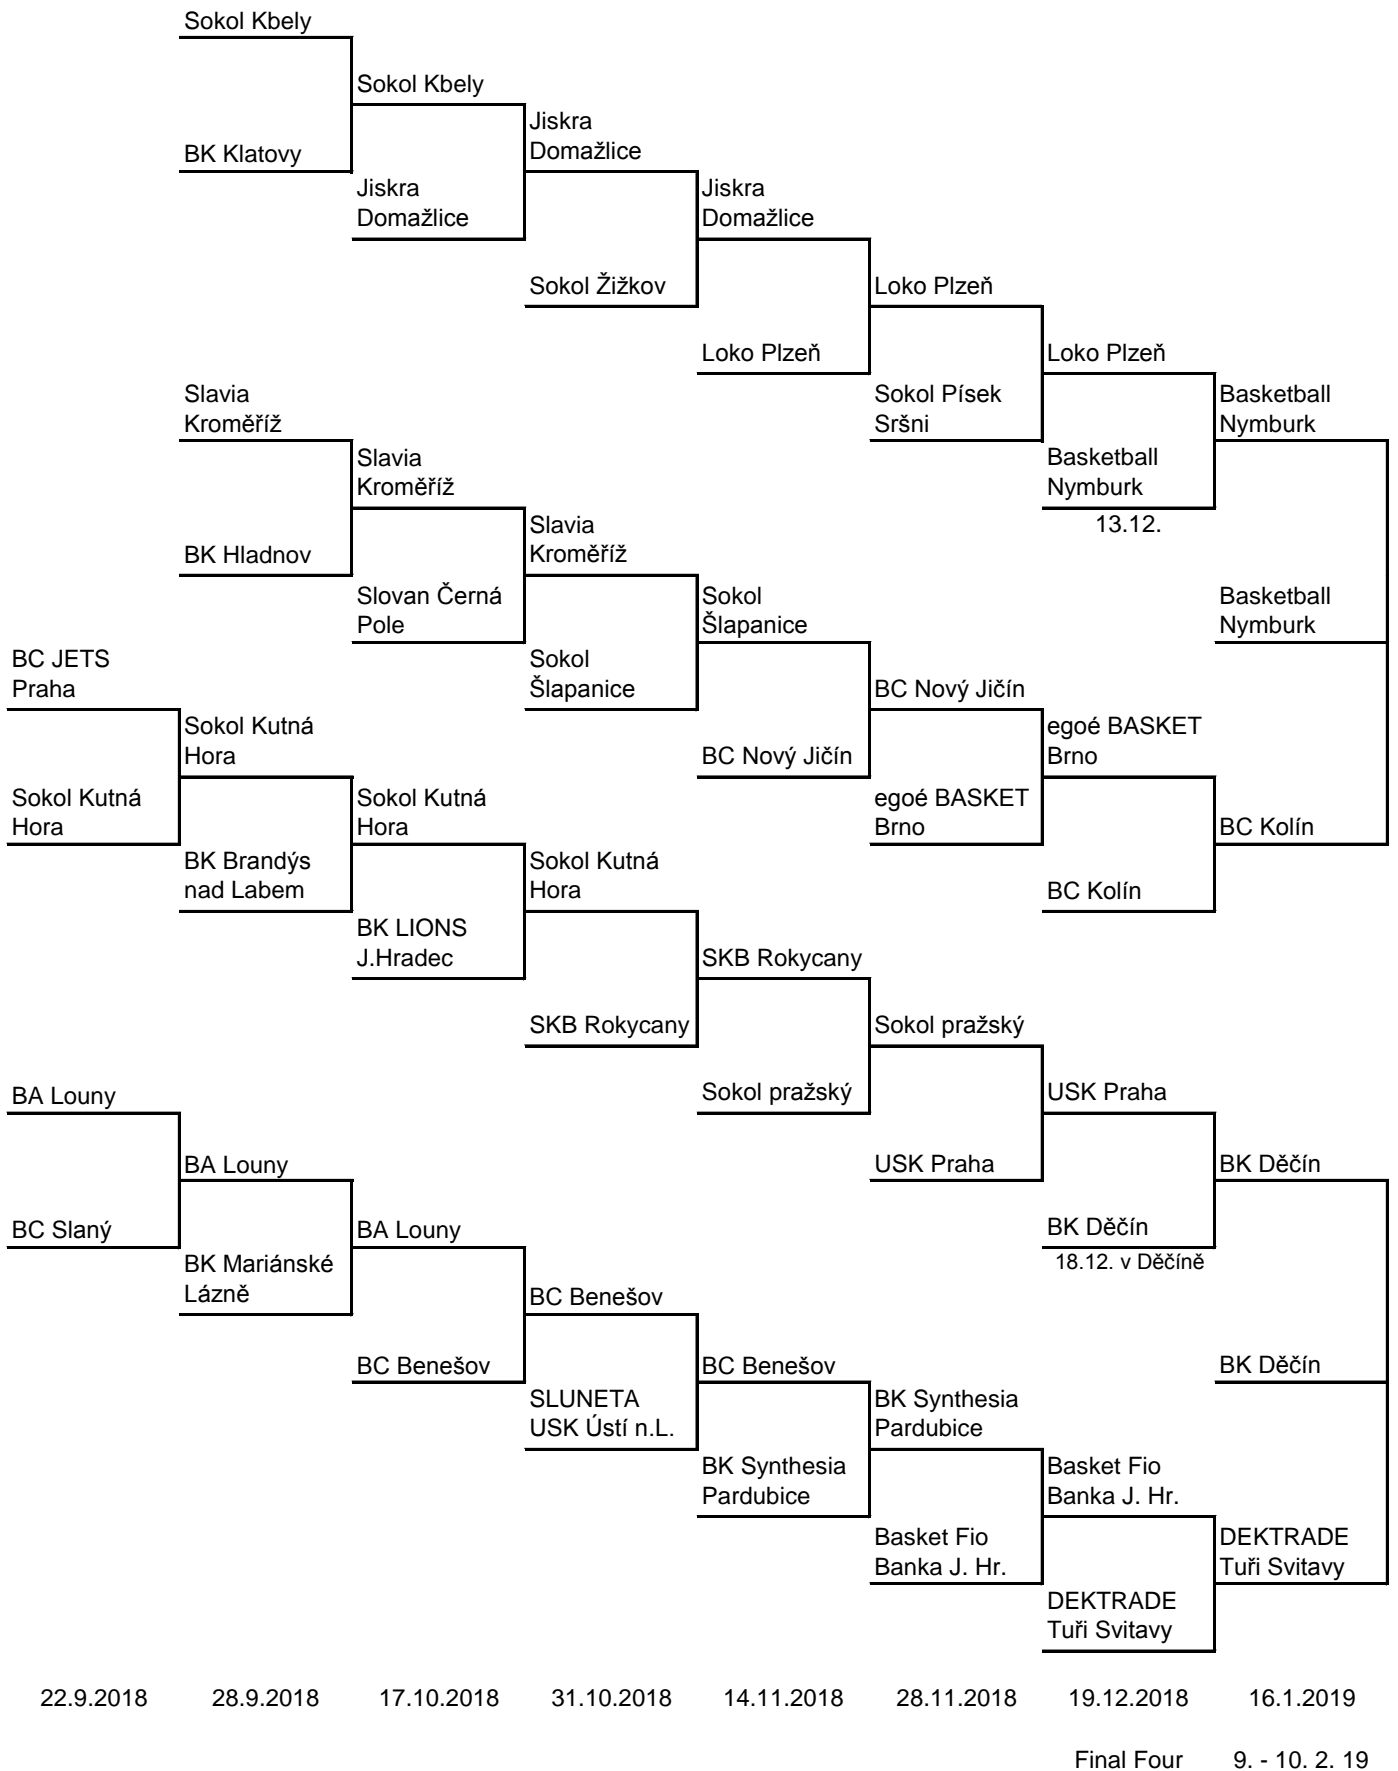 Sokol Kbely
Sokol Kbely
Jiskra
Domažlice
BK Klatovy
Jiskra
Domažlice
Jiskra
Domažlice
Sokol Žižkov
Loko Plzeň
Loko Plzeň
Loko Plzeň
Slavia
Kroměříž
Sokol Písek
Sršni
Basketball
Nymburk
Slavia
Kroměříž
Basketball
Nymburk
13.12.
Slavia
Kroměříž
BK Hladnov
Slovan Černá
Pole
Sokol
Šlapanice
Basketball
Nymburk
BC JETS
Praha
Sokol
Šlapanice
BC Nový Jičín
Sokol Kutná
Hora
egoé BASKET
Brno
BC Nový Jičín
Sokol Kutná
Hora
Sokol Kutná
Hora
egoé BASKET
Brno
BC Kolín
BK Brandýs
nad Labem
Sokol Kutná
Hora
BC Kolín
BK LIONS
J.Hradec
SKB Rokycany
SKB Rokycany
Sokol pražský
BA Louny
Sokol pražský
USK Praha
BA Louny
USK Praha
BK Děčín
BC Slaný
BA Louny
BK Děčín
18.12. v Děčíně
BK Mariánské
Lázně
BC Benešov
BC Benešov
BC Benešov
BK Děčín
SLUNETA
USK Ústí n.L.
BK Synthesia
Pardubice
BK Synthesia
Pardubice
Basket Fio
Banka J. Hr.
Basket Fio
Banka J. Hr.
DEKTRADE
Tuři Svitavy
DEKTRADE
Tuři Svitavy
22.9.2018 28.9.2018 17.10.2018 31.10.2018 14.11.2018 28.11.2018 19.12.2018 16.1.2019
Final Four 9. - 10. 2. 19